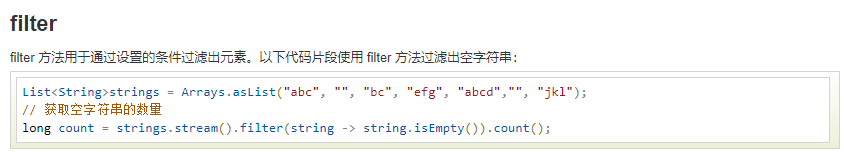 filter
filter 方法用于通过设置的条件过滤出元素。以下代码片段使用 filter 方法过滤出空字符串：
List<String>strings = Arrays.asList("abc", "", "bc", "efg", "abcd","", "jkl");
// 获取空字符串的数量
long count = strings.stream().filter(string -> string.isEmpty()).count();